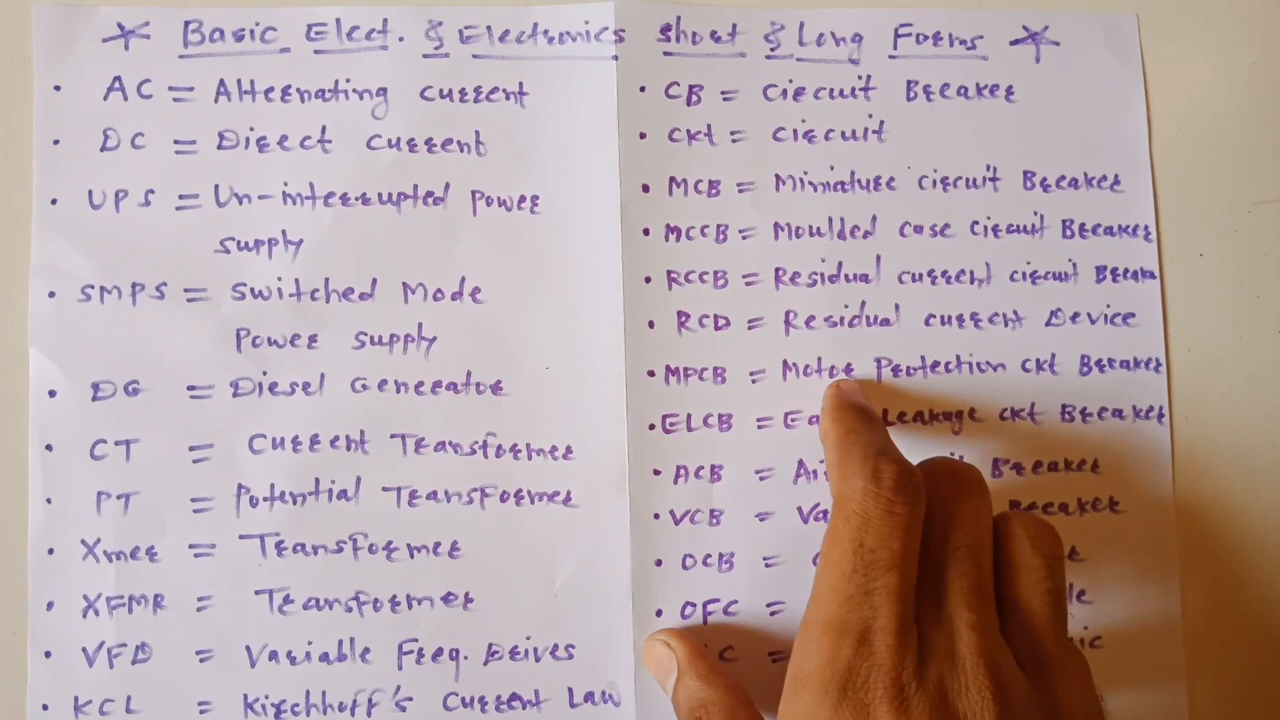 Basic Elect. & Electronics short & Long Forms
• AC = Alternating current
• DC = Direct current
• UPS = Un-interrupted Power
supply
• SMPS = Switched Mode
Power supply
• DG = Diesel Generator
• CT = Current Transformer
• PT = Potential Transformer
• Xmer = Transformer
• XFMR = Transformer
• VFD = Variable Freq. Drives
• KCL = Kirchhoff's Current Law
• CB = Circuit Breaker
• CKt = Circuit
• MCB = Miniature circuit Breaker
• MCCB = Moulded case circuit Breaker
• RCCB = Residual current circuit Breaker
• RCD = Residual current Device
• MPCB = Motor Protection ckt Breaker
• ELCB = Leakage ckt Breaker
• ACB = Breaker
• VCB = Breaker
• OCB =
• OFC =